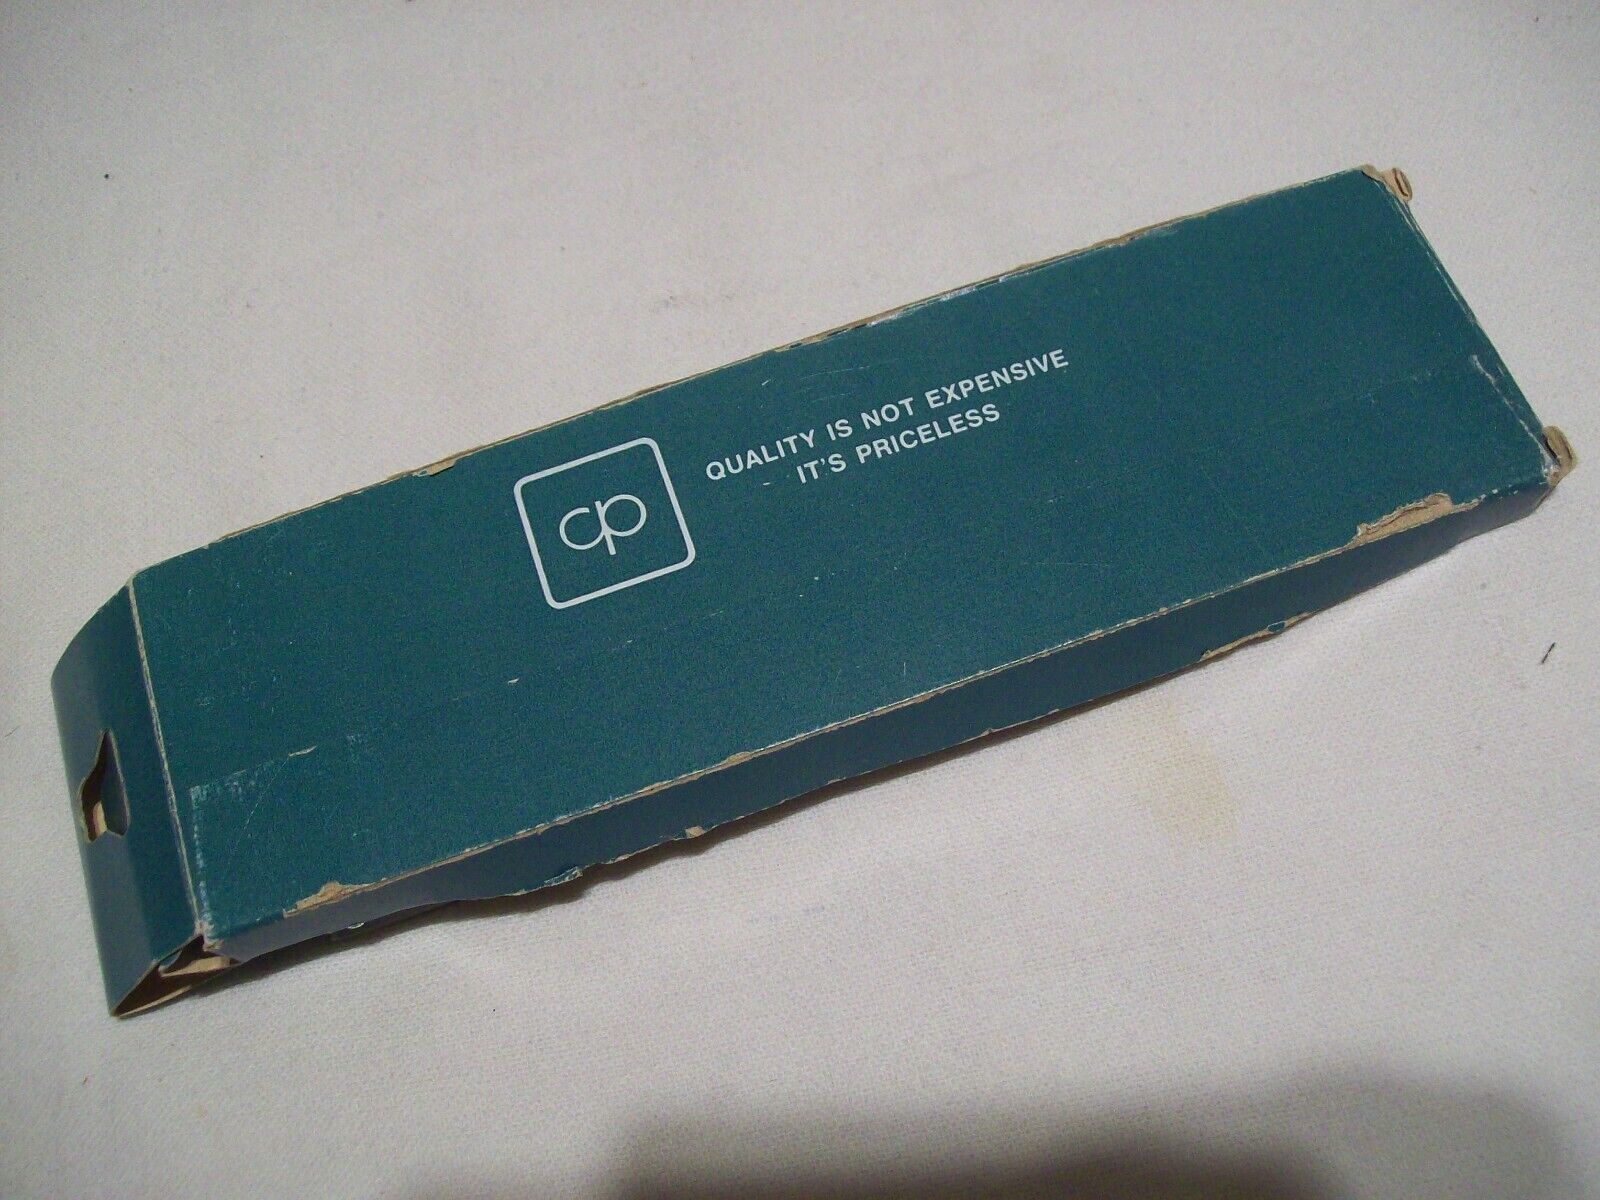 cp
QUALITY IS NOT EXPENSIVE
IT'S PRICELESS